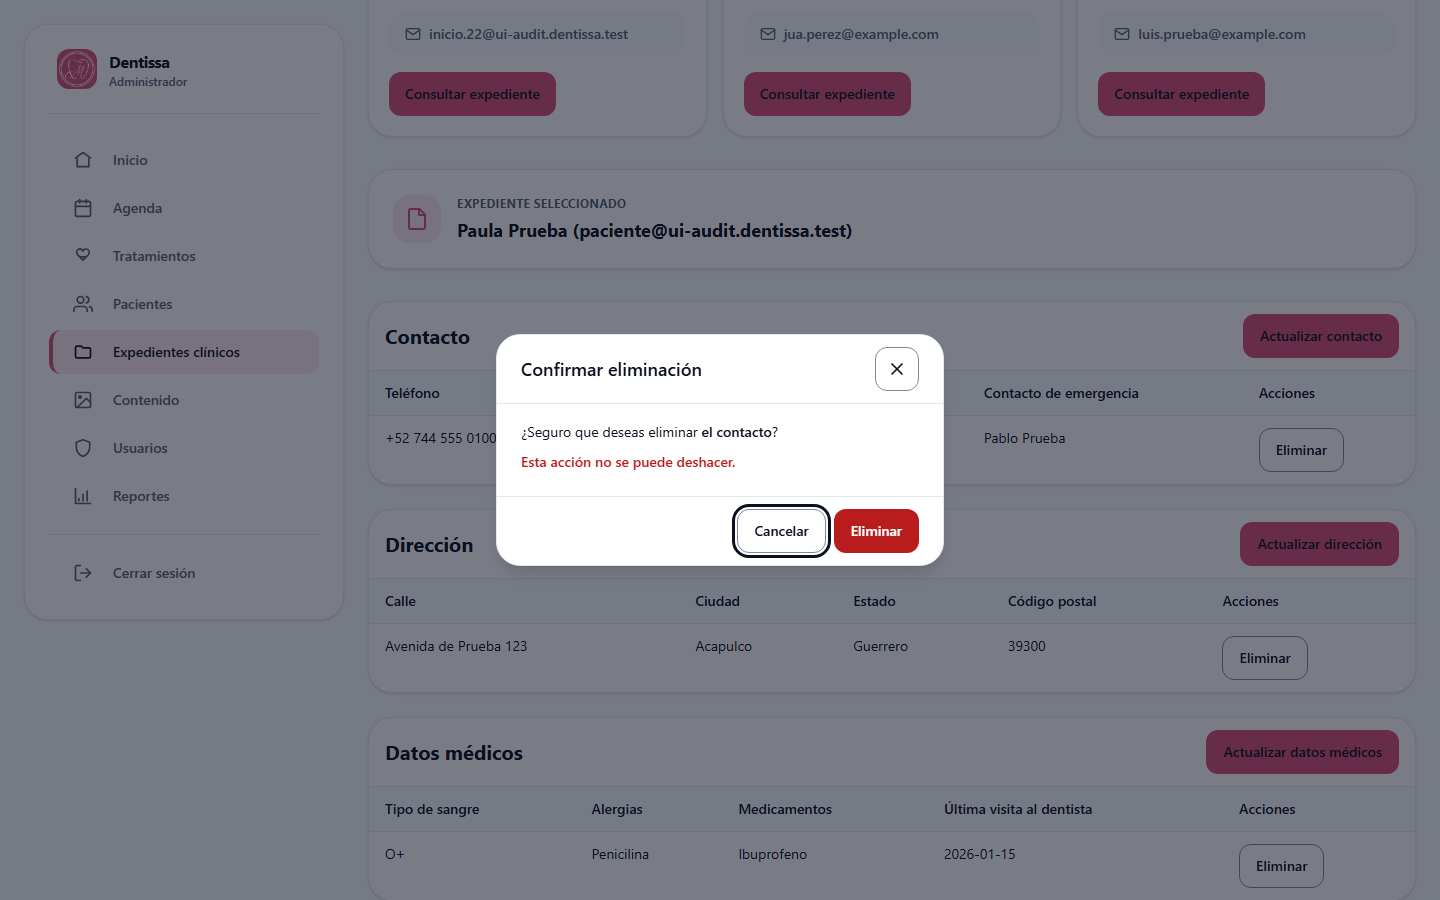 Dentissa
Administrador
Inicio
Agenda
Tratamientos
Pacientes
Expedientes clínicos
Contenido
Usuarios
Reportes
Cerrar sesión
inicio.22@ui-audit.dentissa.test
jua.perez@example.com
luis.prueba@example.com
Consultar expediente
Consultar expediente
Consultar expediente
EXPEDIENTE SELECCIONADO
Paula Prueba (paciente@ui-audit.dentissa.test)
Contacto
Actualizar contacto
Teléfono
Contacto de emergencia
Acciones
+52 744 555 0100
Pablo Prueba
Eliminar
Confirmar eliminación
¿Seguro que deseas eliminar el contacto?
Esta acción no se puede deshacer.
Cancelar
Eliminar
Dirección
Actualizar dirección
Calle
Ciudad
Estado
Código postal
Acciones
Avenida de Prueba 123
Acapulco
Guerrero
39300
Eliminar
Datos médicos
Actualizar datos médicos
Tipo de sangre
Alergias
Medicamentos
Última visita al dentista
Acciones
O+
Penicilina
Ibuprofeno
2026-01-15
Eliminar